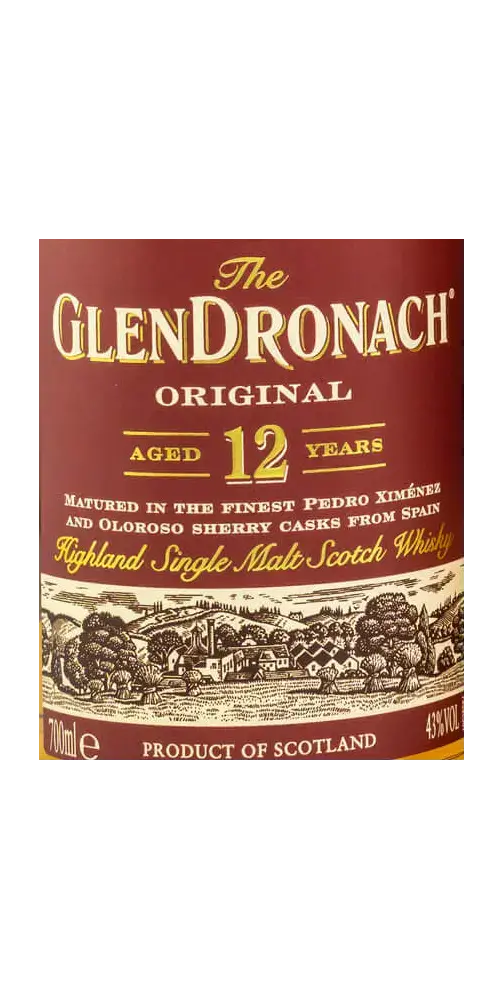 The
GLENDRONACH®
ORIGINAL
AGED 12 YEARS
MATURED IN THE FINEST PEDRO XIMÉNEZ
AND OLOROSO SHERRY CASKS FROM SPAIN
Highland Single Malt Scotch Whisky
700ml e
PRODUCT OF SCOTLAND
43%VOL